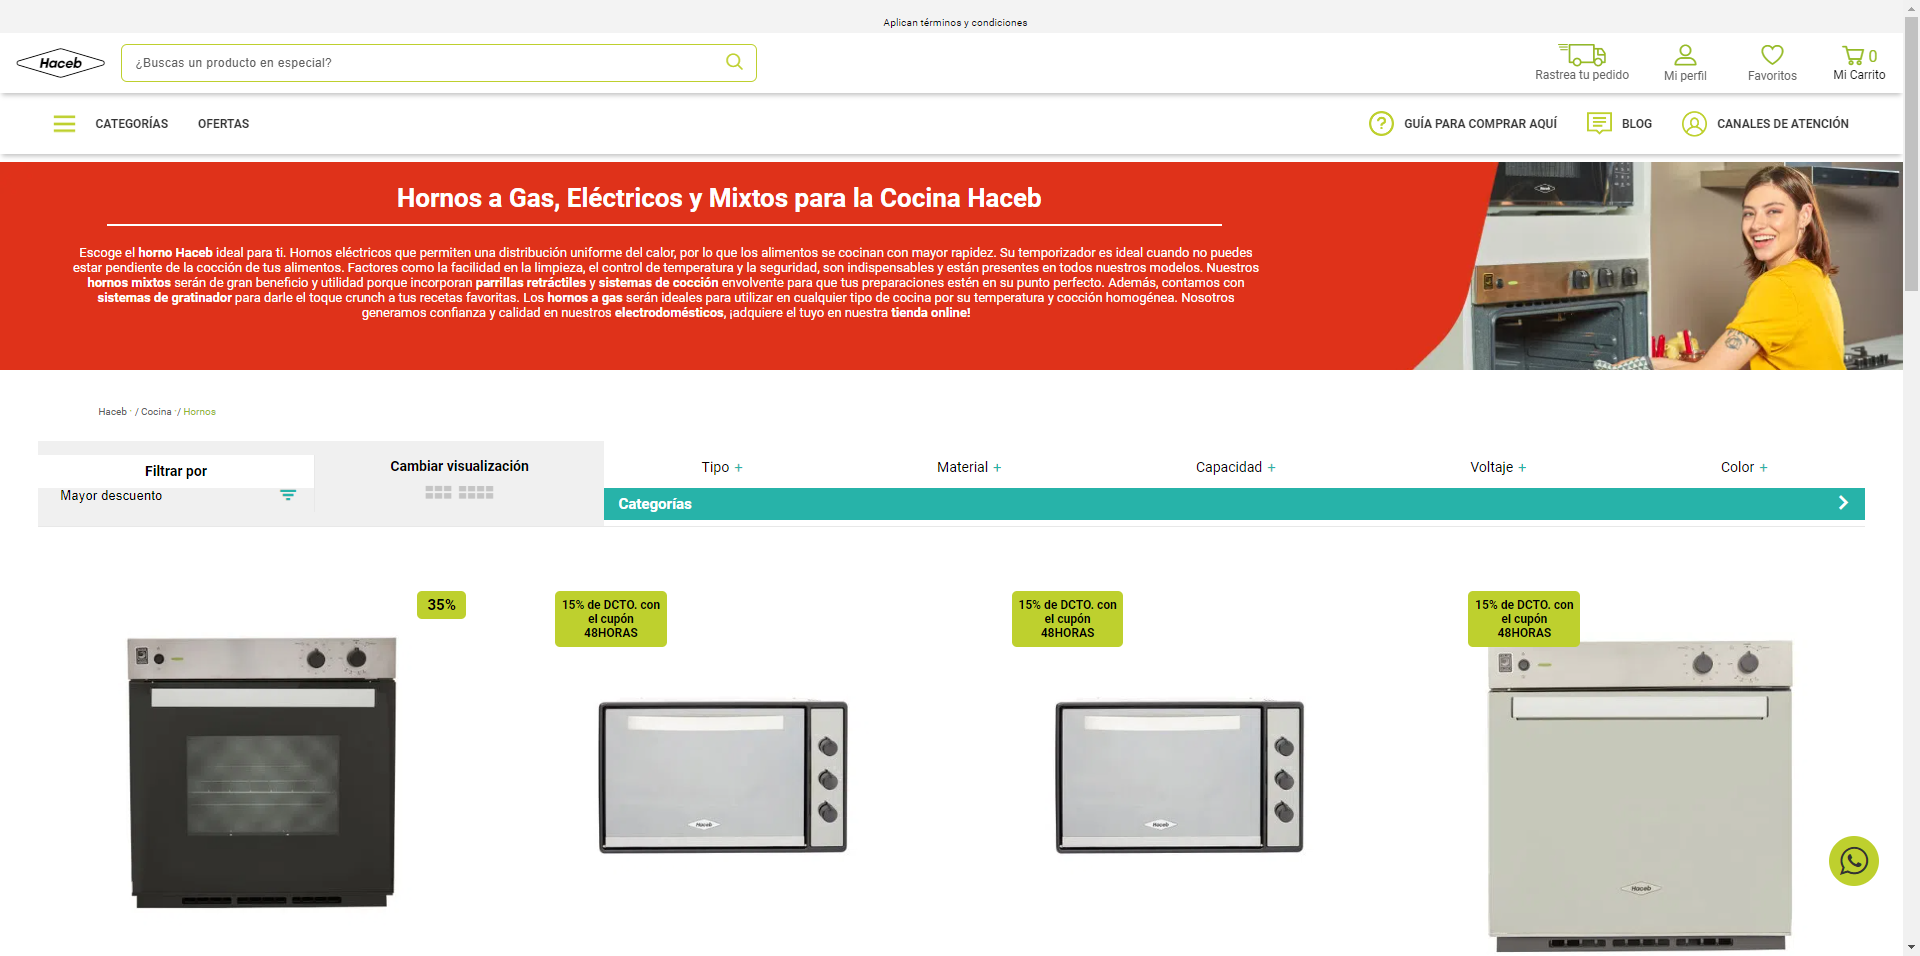 Aplican términos y condiciones
Haceb
¿Buscas un producto en especial?
Rastrea tu pedido
Mi perfil
Favoritos
0
Mi Carrito
CATEGORÍAS
OFERTAS
GUÍA PARA COMPRAR AQUÍ
BLOG
CANALES DE ATENCIÓN
Hornos a Gas, Eléctricos y Mixtos para la Cocina Haceb
Escoge el horno Haceb ideal para ti. Hornos eléctricos que permiten una distribución uniforme del calor, por lo que los alimentos se cocinan con mayor rapidez. Su temporizador es ideal cuando no puedes
estar pendiente de la cocción de tus alimentos. Factores como la facilidad en la limpieza, el control de temperatura y la seguridad, son indispensables y están presentes en todos nuestros modelos. Nuestros
hornos mixtos serán de gran beneficio y utilidad porque incorporan parrillas retráctiles y sistemas de cocción envolvente para que tus preparaciones estén en su punto perfecto. Además, contamos con
sistemas de gratinador para darle el toque crunch a tus recetas favoritas. Los hornos a gas serán ideales para utilizar en cualquier tipo de cocina por su temperatura y cocción homogénea. Nosotros
generamos confianza y calidad en nuestros electrodomésticos, ¡adquiere el tuyo en nuestra tienda online!
Haceb / Cocina / Hornos
Filtrar por
Mayor descuento
Cambiar visualización
Tipo +
Material +
Capacidad +
Voltaje +
Color +
Categorías
35%
15% de DCTO. con
el cupón
48HORAS
15% de DCTO. con
el cupón
48HORAS
15% de DCTO. con
el cupón
48HORAS
Haceb
Haceb
Haceb